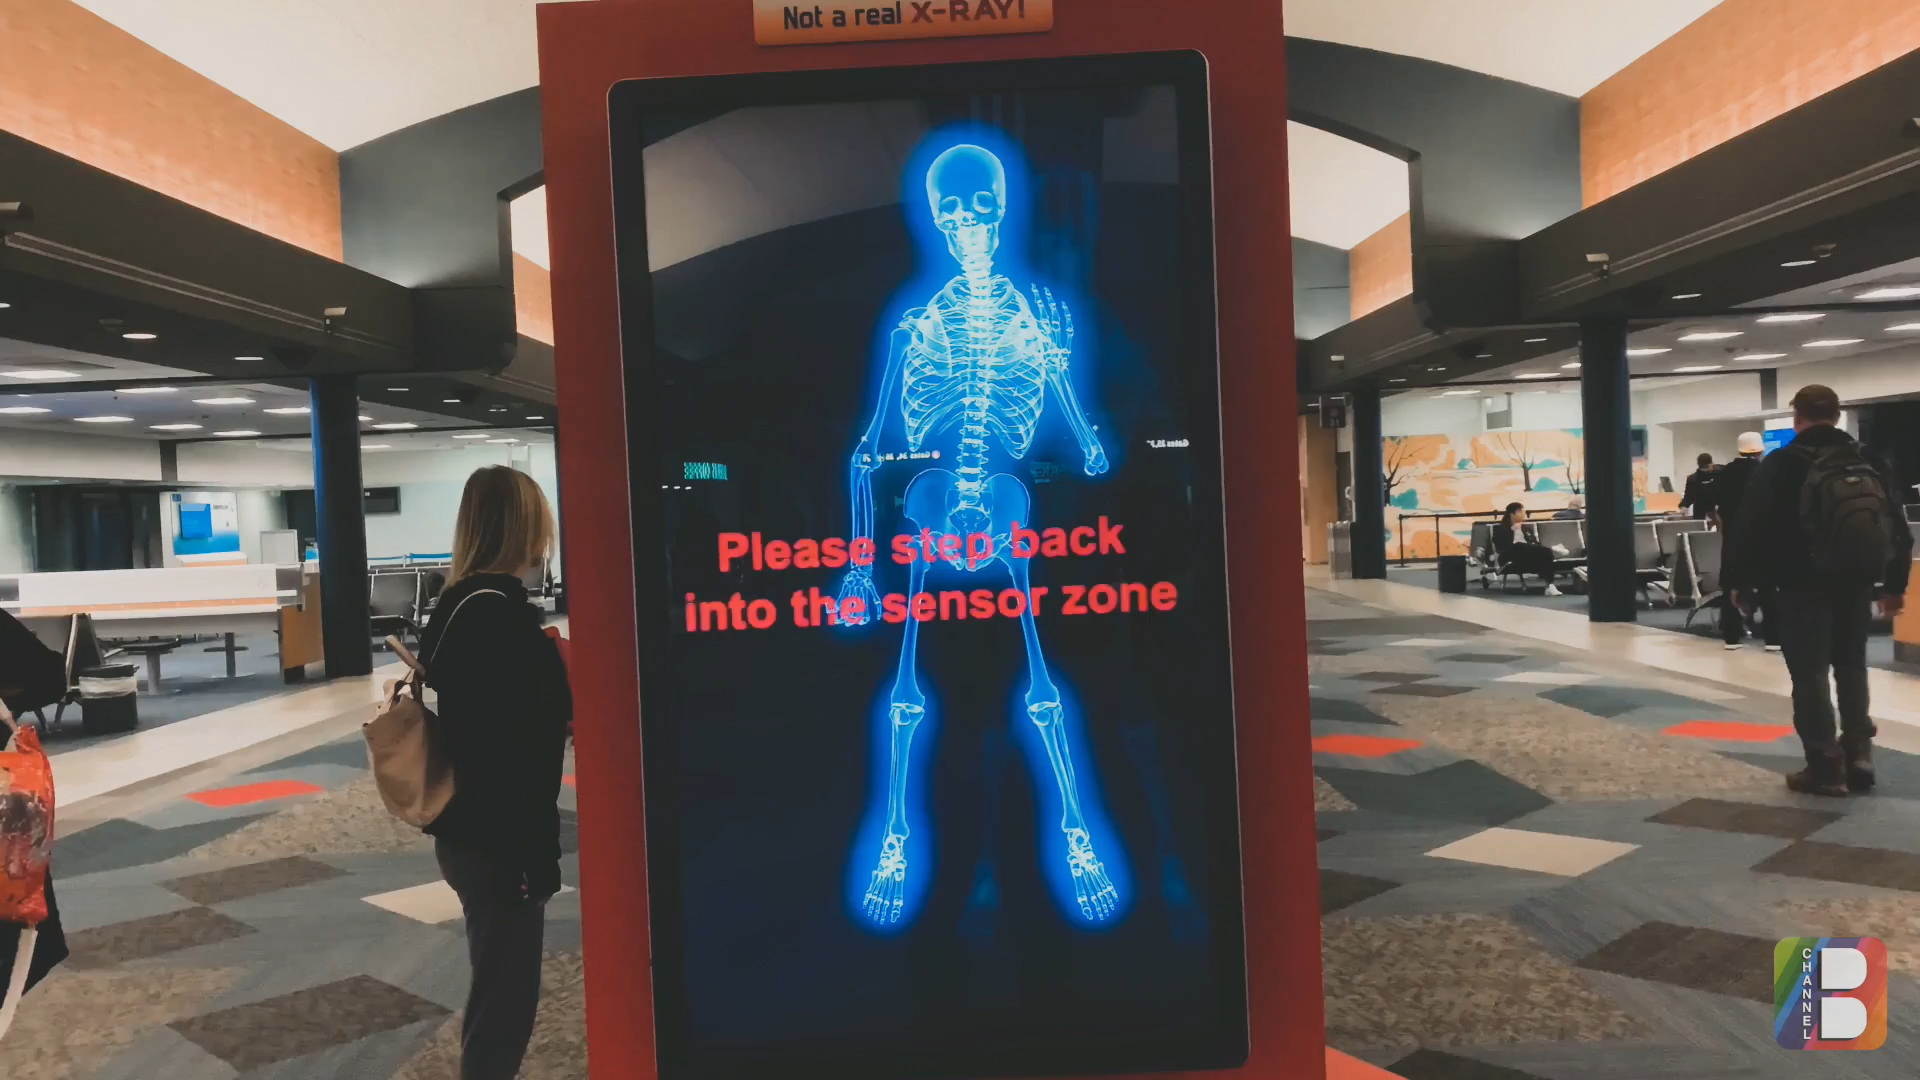 Not a real X-RAY!
Please step back
into the sensor zone
CHANNEL
B